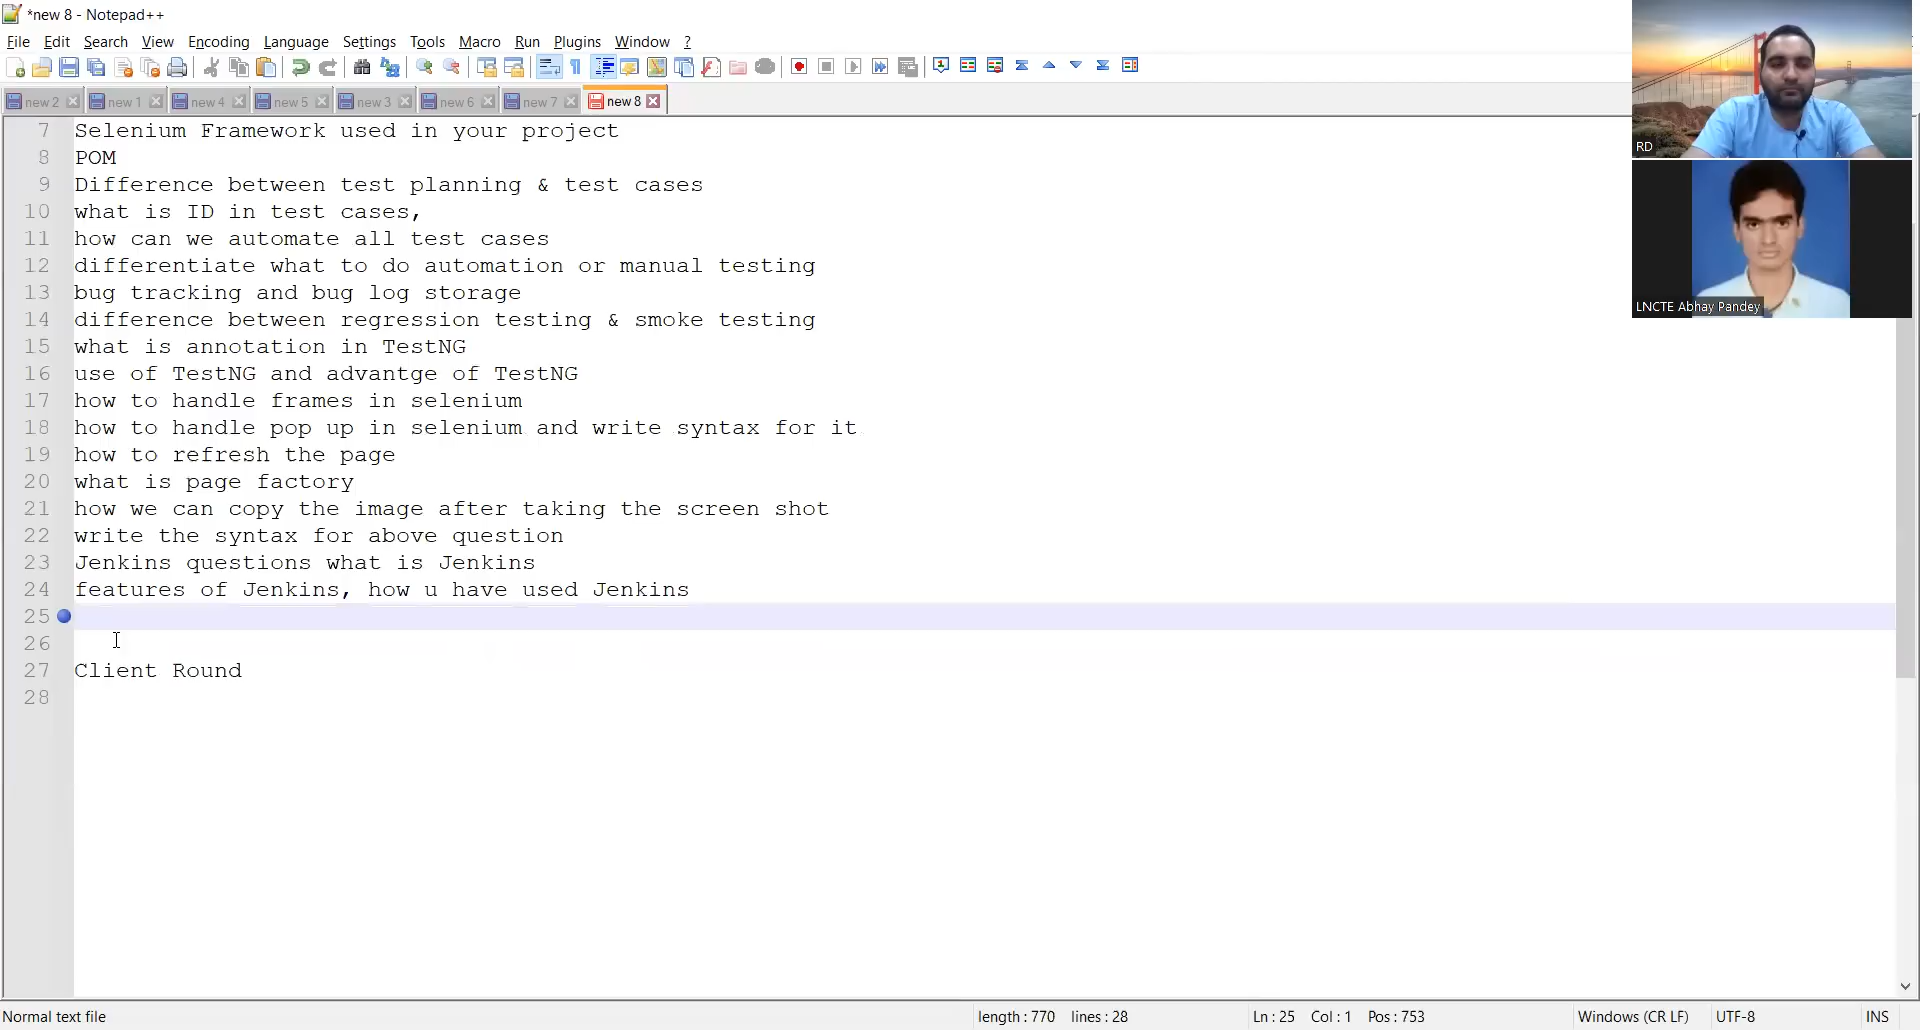 *new 8 - Notepad++
File Edit Search View Encoding Language Settings Tools Macro Run Plugins Window ?
new 2 new 1 new 4 new 5 new 3 new 6 new 7 new 8
7 Selenium Framework used in your project
8 POM
9 Difference between test planning & test cases
10 what is ID in test cases,
11 how can we automate all test cases
12 differentiate what to do automation or manual testing
13 bug tracking and bug log storage
14 difference between regression testing & smoke testing
15 what is annotation in TestNG
16 use of TestNG and advantge of TestNG
17 how to handle frames in selenium
18 how to handle pop up in selenium and write syntax for it
19 how to refresh the page
20 what is page factory
21 how we can copy the image after taking the screen shot
22 write the syntax for above question
23 Jenkins questions what is Jenkins
24 features of Jenkins, how u have used Jenkins
25
26
27 Client Round
28
RD
LNCTE Abhay Pandey
Normal text file length : 770 lines : 28 Ln : 25 Col : 1 Pos : 753 Windows (CR LF) UTF-8 INS